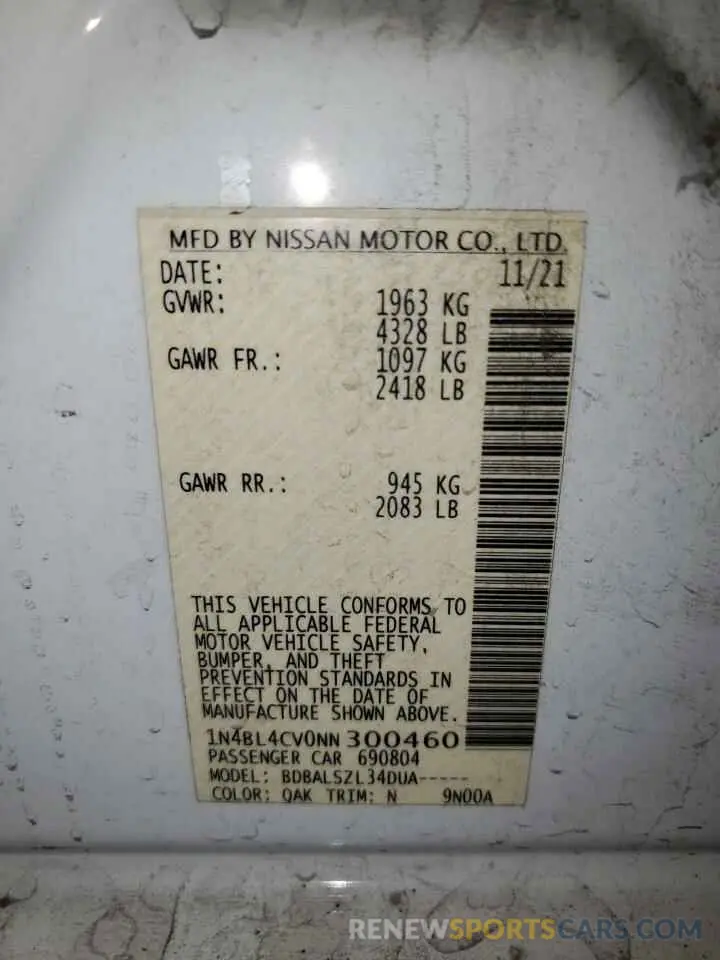 MFD BY NISSAN MOTOR CO., LTD.
DATE: 11/21
GVWR: 1963 KG
4328 LB
GAWR FR.: 1097 KG
2418 LB
GAWR RR.: 945 KG
2083 LB
THIS VEHICLE CONFORMS TO
ALL APPLICABLE FEDERAL
MOTOR VEHICLE SAFETY,
BUMPER, AND THEFT
PREVENTION STANDARDS IN
EFFECT ON THE DATE OF
MANUFACTURE SHOWN ABOVE.
1N4BL4CV0NN 300460
PASSENGER CAR 690804
MODEL: BDBALSZL34DUA-----
COLOR: QAK TRIM: N 9N00A
RENEWSPORTSCARS.COM